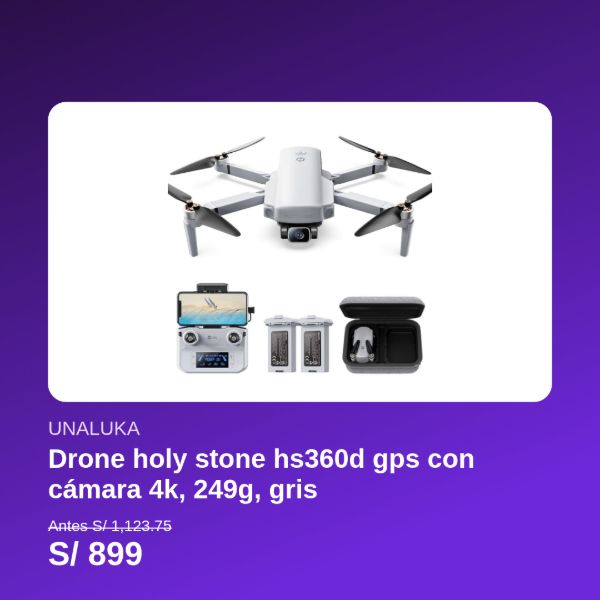 UNALUKA
Drone holy stone hs360d gps con
cámara 4k, 249g, gris
Antes S/ 1,123.75
S/ 899